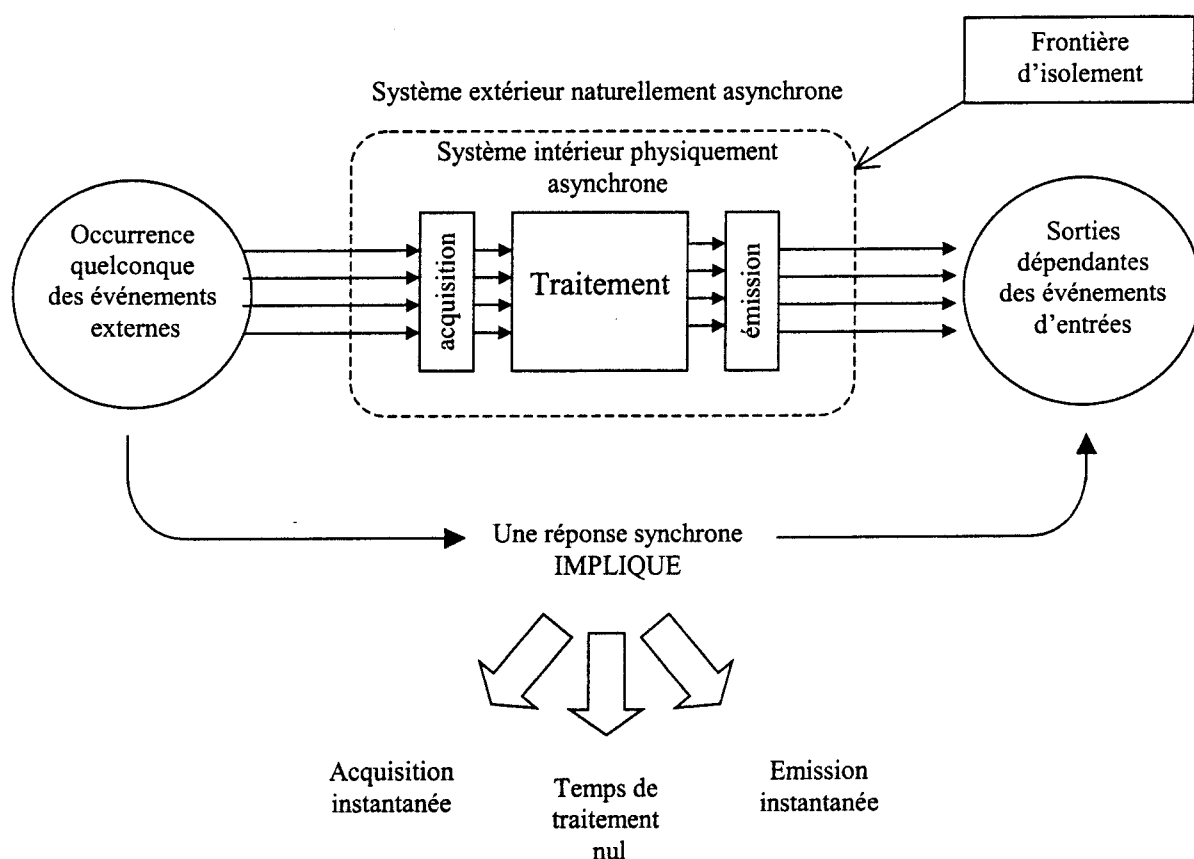 Frontière
d'isolement
Système extérieur naturellement asynchrone
Système intérieur physiquement
asynchrone
Occurrence
quelconque
des événements
externes
acquisition
Traitement
émission
Sorties
dépendantes
des événements
d'entrées
Une réponse synchrone
IMPLIQUE
Acquisition
instantanée
Temps de
traitement
nul
Emission
instantanée